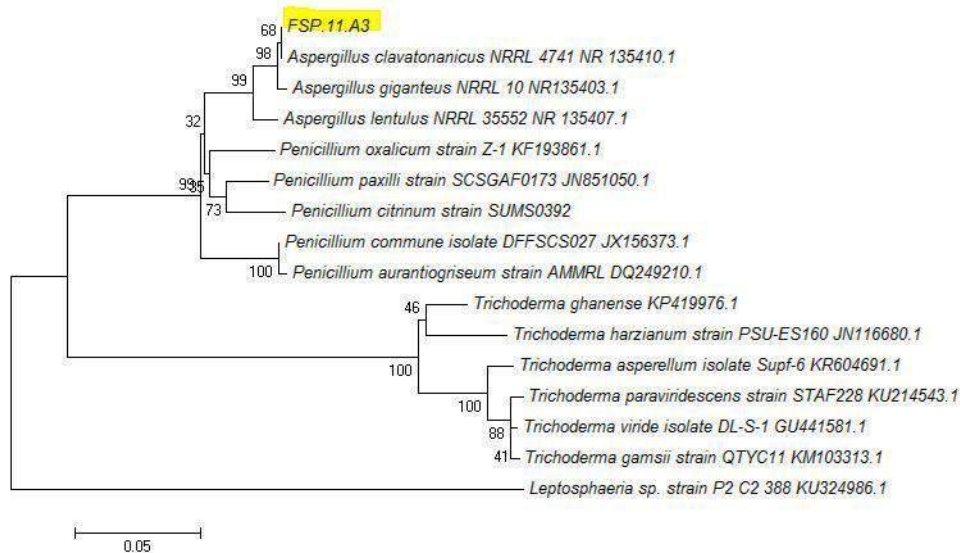 68
FSP.11.A3
98
Aspergillus clavatonanicus NRRL 4741 NR 135410.1
99
Aspergillus giganteus NRRL 10 NR135403.1
Aspergillus lentulus NRRL 35552 NR 135407.1
32
Penicillium oxalicum strain Z-1 KF193861.1
99
35
Penicillium paxilli strain SCSGAF0173 JN851050.1
73
Penicillium citrinum strain SUMS0392
Penicillium commune isolate DFFSCS027 JX156373.1
100
Penicillium aurantiogriseum strain AMMRL DQ249210.1
46
Trichoderma ghanense KP419976.1
Trichoderma harzianum strain PSU-ES160 JN116680.1
100
Trichoderma asperellum isolate Supf-6 KR604691.1
100
Trichoderma paraviridescens strain STAF228 KU214543.1
88
Trichoderma viride isolate DL-S-1 GU441581.1
41
Trichoderma gamsii strain QTYC11 KM103313.1
Leptosphaeria sp. strain P2 C2 388 KU324986.1
0.05